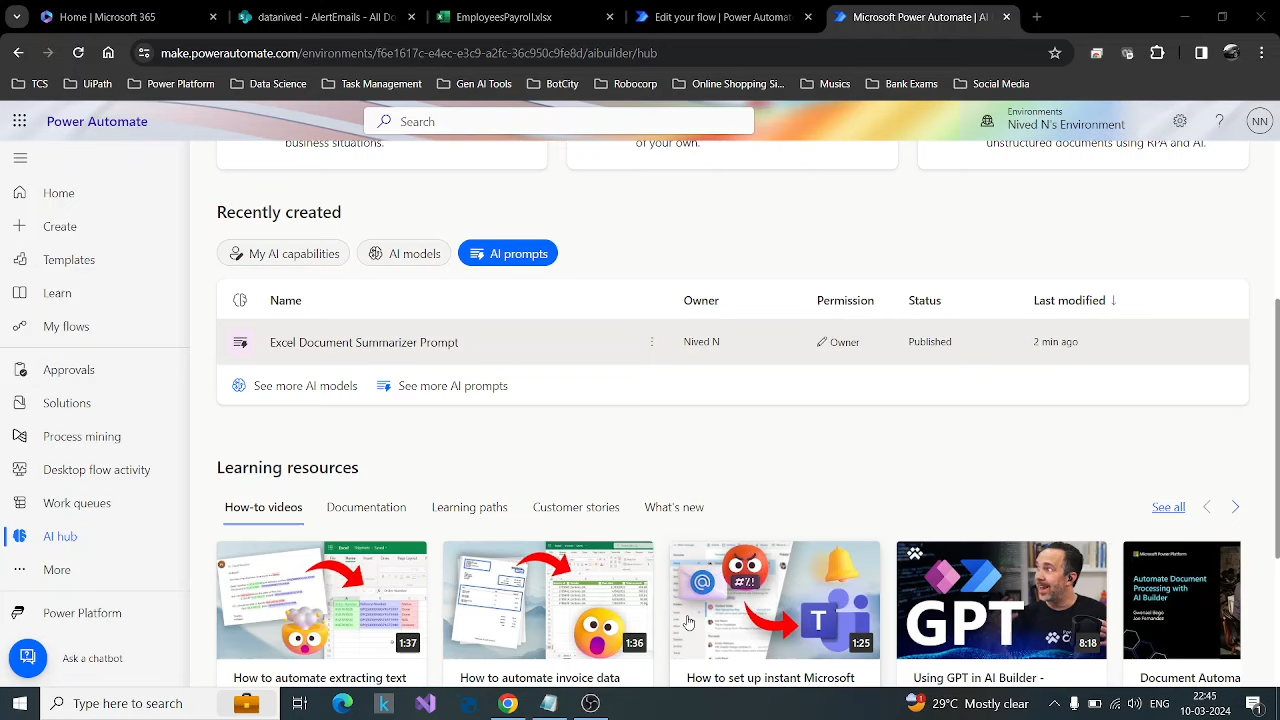 Home | Microsoft 365
datanived - AlertEmails - All Do
EmployeesPayroll.xlsx
Edit your flow | Power Automate
Microsoft Power Automate | AI
make.powerautomate.com/environments/f6e1617c-e4ee-e3c9-a2fc-36c950c9fe8d/aibuilder/hub
TCS
UiPath
Power Platform
Data Science
Task Management
Gen AI Tools
BotCity
Robocorp
Online Shopping Si...
Musics
Bank Exams
Social Media
Power Automate
Search
Environments
Nived N's Environment
NN
business situations.
of your own.
unstructured documents using RPA and AI.
Home
Create
Templates
Learn
My flows
Approvals
Solutions
Process mining
Desktop flow activity
Work queues
AI hub
More
Power Platform
Recently created
My AI capabilities
AI models
AI prompts
Name
Owner
Permission
Status
Last modified ↓
Excel Document Summarizer Prompt
Nived N
Owner
Published
2 min ago
See more AI models
See more AI prompts
Learning resources
How-to videos
Documentation
Learning paths
Customer stories
What's new
See all
1:36
#?!
@
T
1:25
GPT
8:18
Microsoft Power Platform
Automate Document
Processing with
AI Builder
How to automate extracting text
How to automate invoice data
How to set up instant Microsoft
Using GPT in AI Builder -
Document Automa
Type here to search
1
29°C Mostly clear
ENG
22:45
10-03-2024